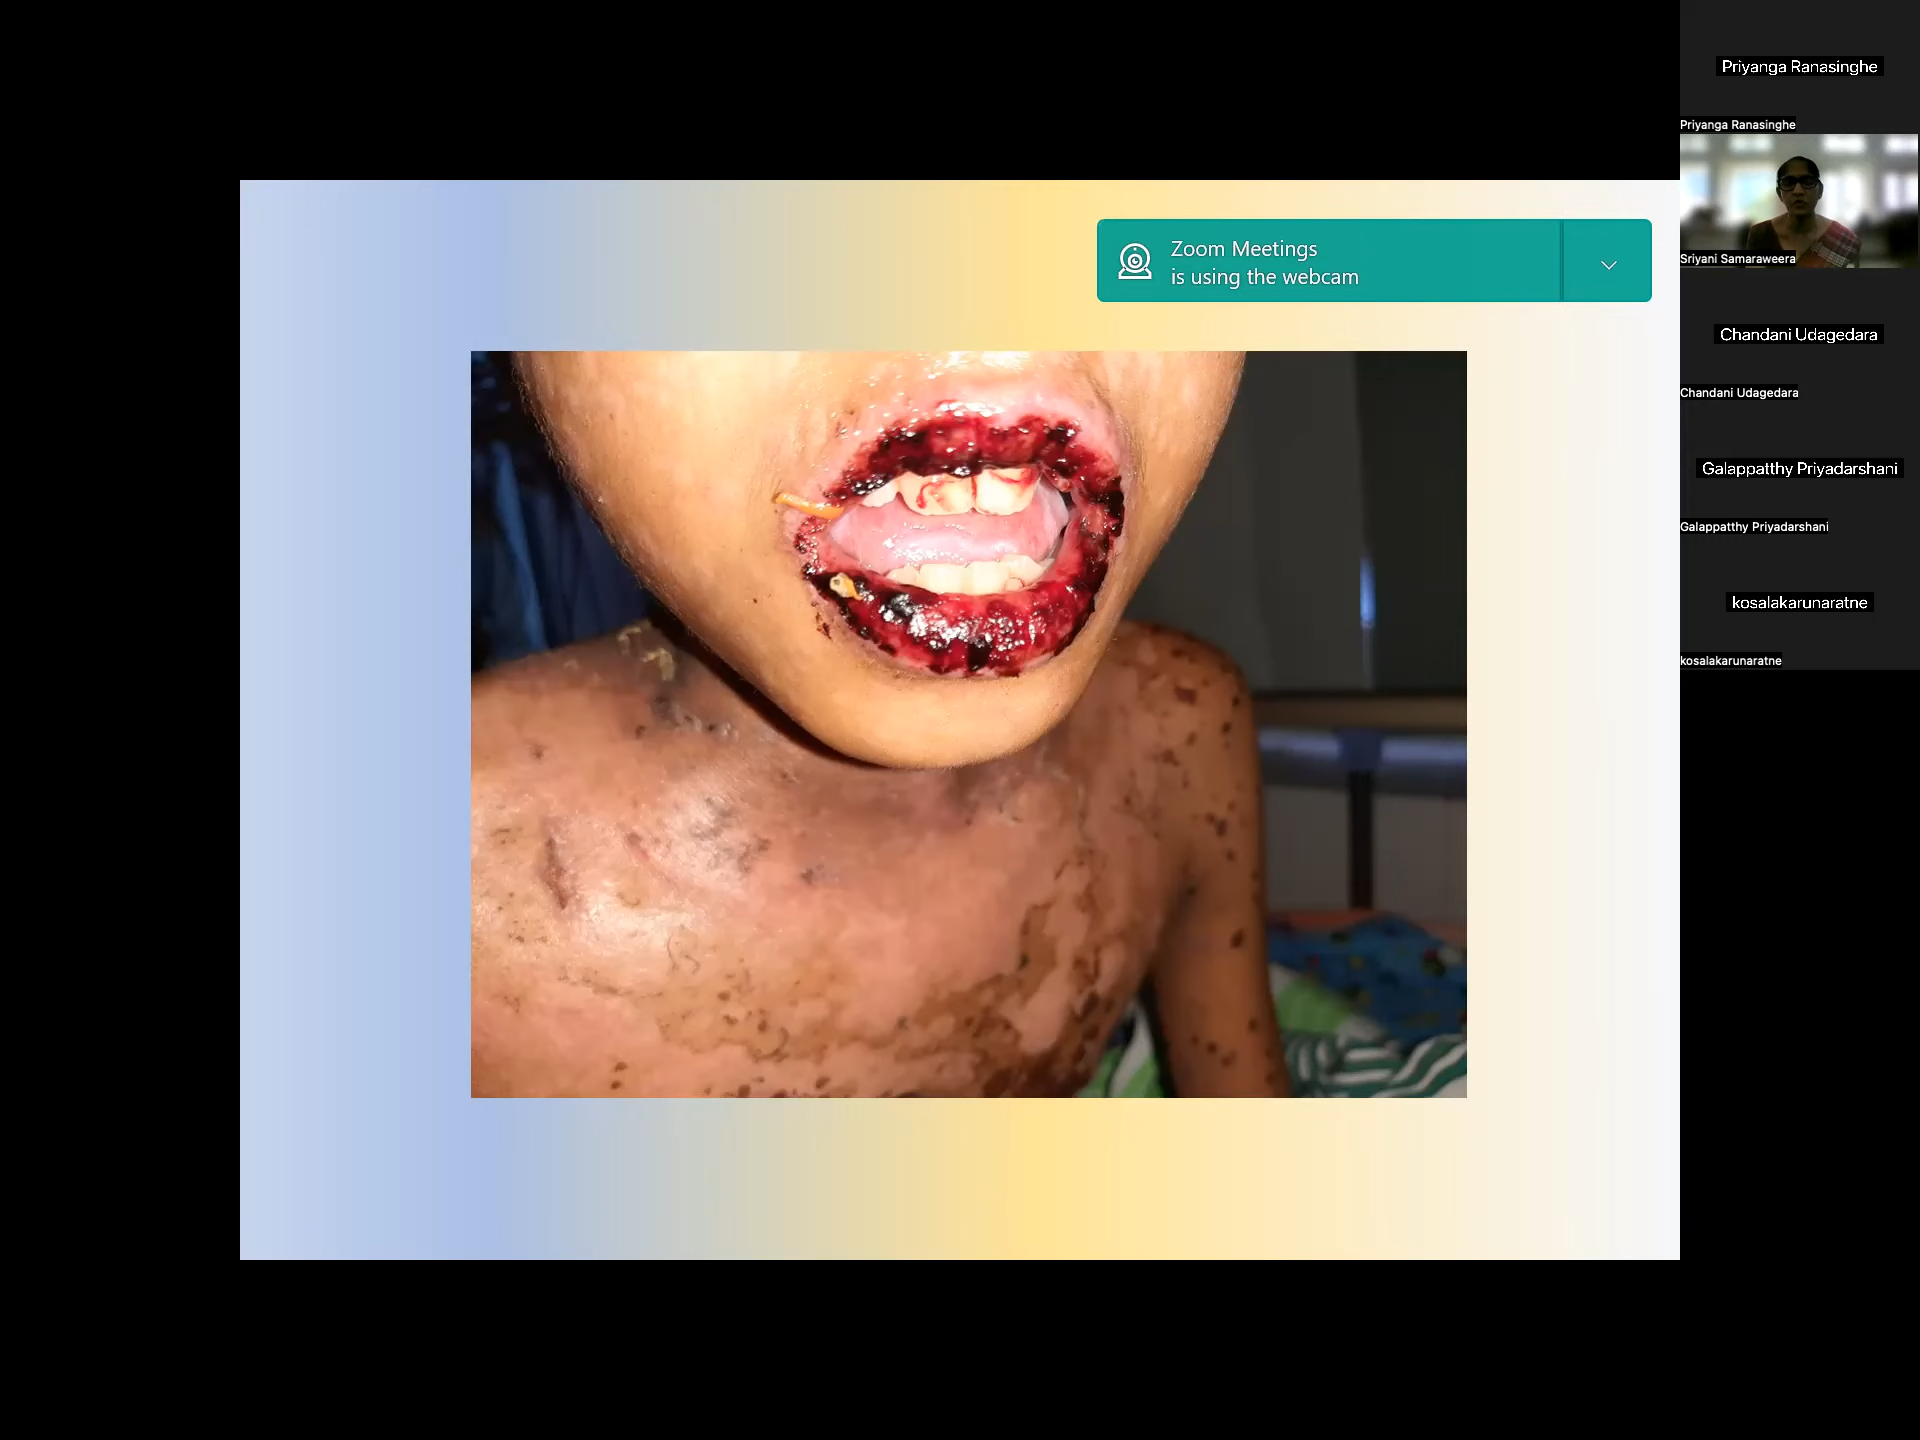 Zoom Meetings
is using the webcam
Priyanga Ranasinghe
Priyanga Ranasinghe
Sriyani Samaraweera
Chandani Udagedara
Chandani Udagedara
Galappatthy Priyadarshani
Galappatthy Priyadarshani
kosalakarunaratne
kosalakarunaratne